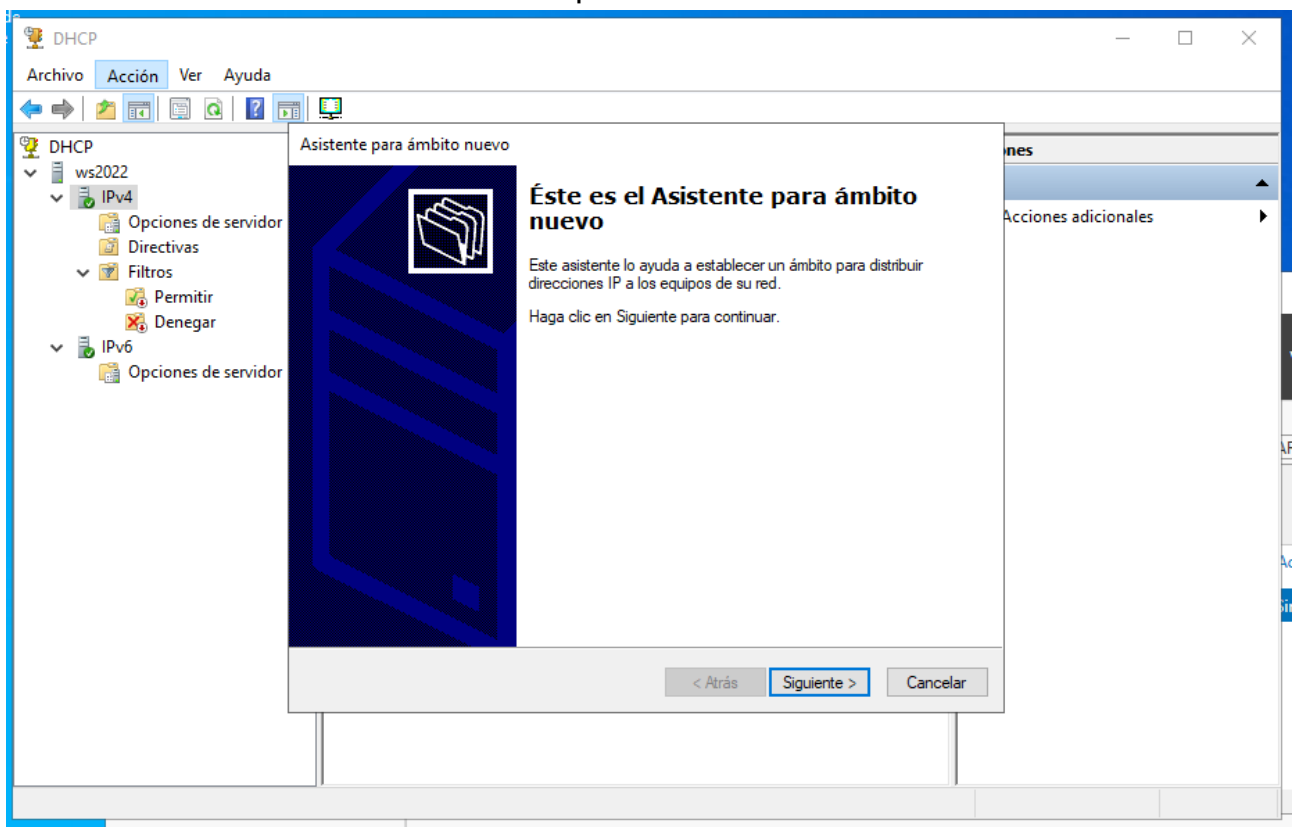 DHCP
Archivo Acción Ver Ayuda
DHCP
ws2022
IPv4
Opciones de servidor
Directivas
Filtros
Permitir
Denegar
IPv6
Opciones de servidor
Asistente para ámbito nuevo
Éste es el Asistente para ámbito
nuevo
Este asistente lo ayuda a establecer un ámbito para distribuir
direcciones IP a los equipos de su red.
Haga clic en Siguiente para continuar.
< Atrás Siguiente > Cancelar
nes
Acciones adicionales